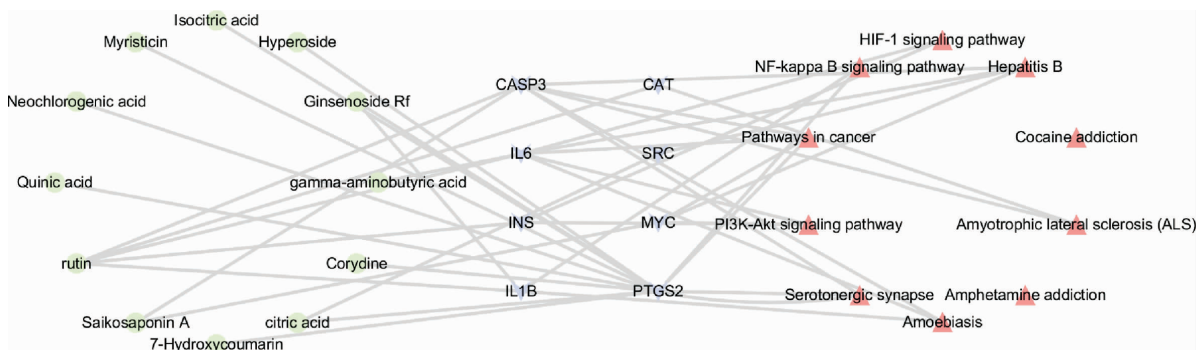 Isocitric acid
Myristicin
Hyperoside
Neochlorogenic acid
Ginsenoside Rf
Quinic acid
gamma-aminobutyric acid
rutin
Corydine
Saikosaponin A
citric acid
7-Hydroxycoumarin
CASP3
CAT
IL6
SRC
INS
MYC
IL1B
PTGS2
HIF-1 signaling pathway
NF-kappa B signaling pathway
Hepatitis B
Pathways in cancer
Cocaine addiction
PI3K-Akt signaling pathway
Amyotrophic lateral sclerosis (ALS)
Serotonergic synapse
Amphetamine addiction
Amoebiasis